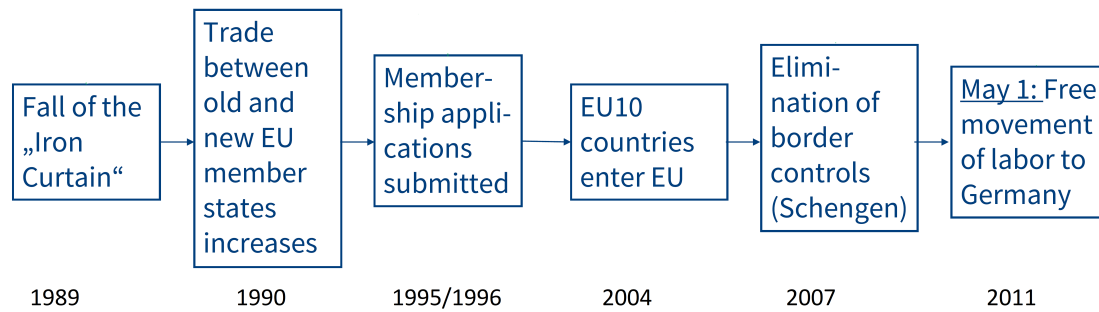 Fall of the
„Iron
Curtain“
Trade
between
old and
new EU
member
states
increases
Member-
ship appli-
cations
submitted
EU10
countries
enter EU
Elimi-
nation of
border
controls
(Schengen)
May 1: Free
movement
of labor to
Germany
1989
1990
1995/1996
2004
2007
2011